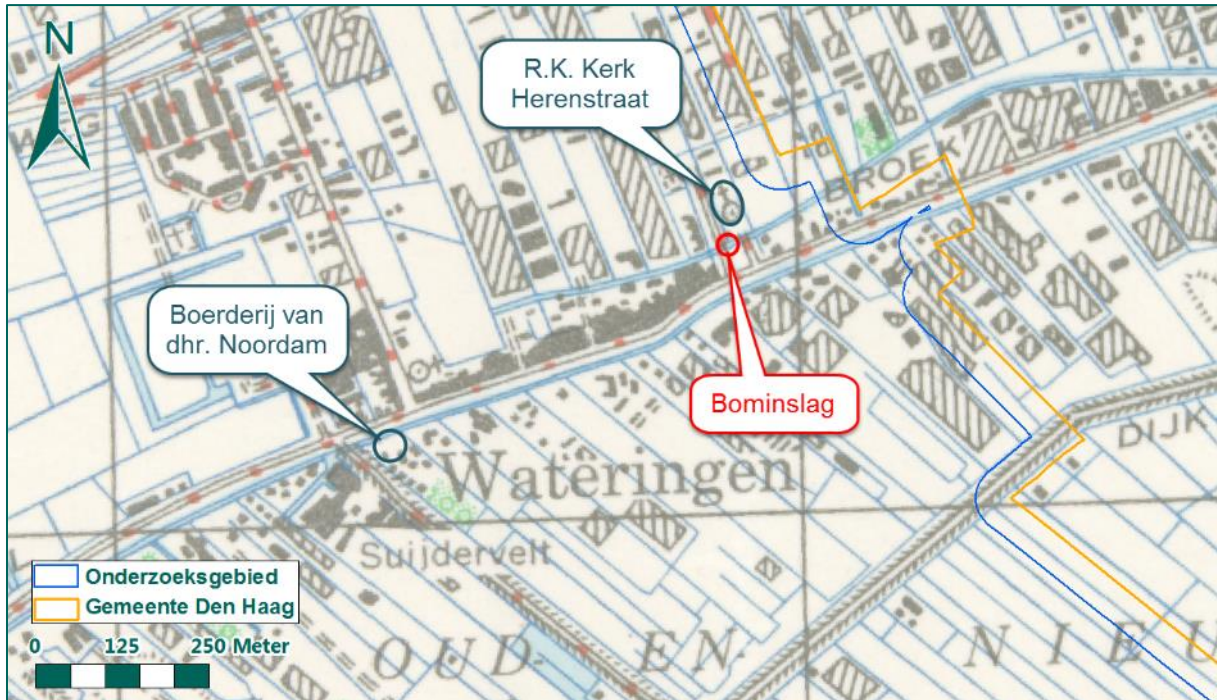 N
R.K. Kerk
Herenstraat
BROEK
Boerderij van
dhr. Noordam
Bominslag
DIJK
Wateringen
Suijdervelt
Onderzoeksgebied
Gemeente Den Haag
0 125 250 Meter
OUD EN NIEU